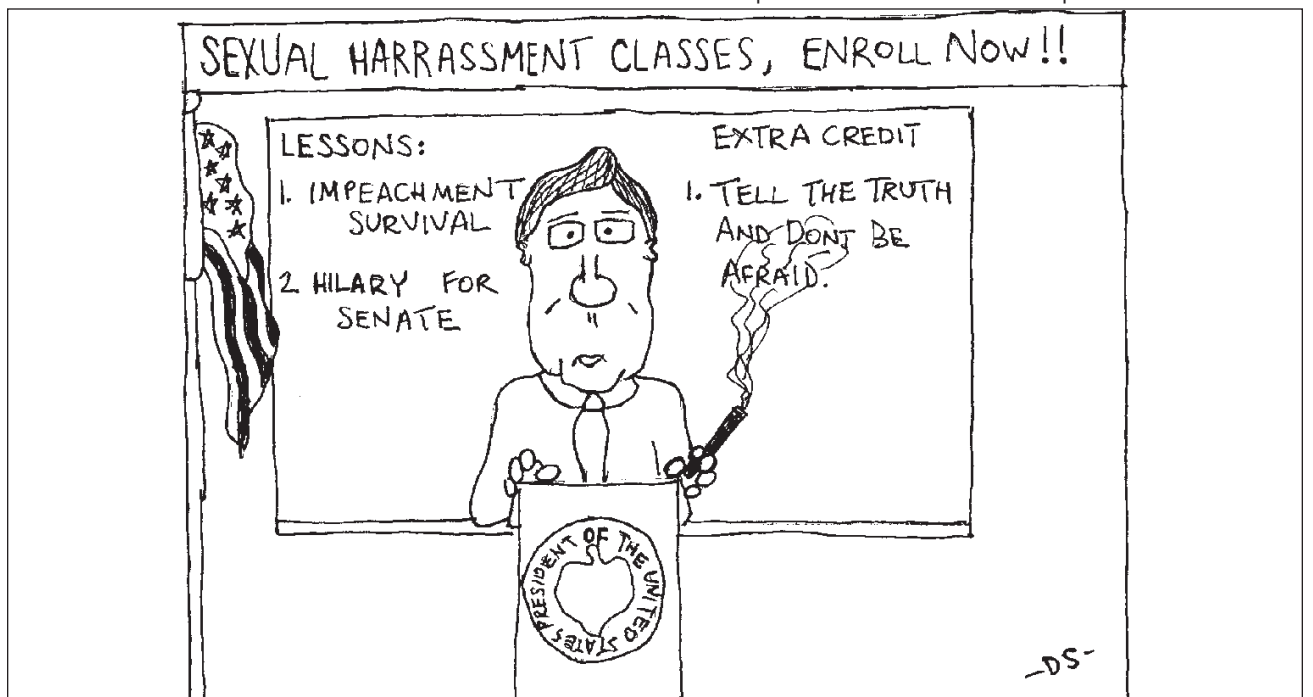 SEXUAL HARRASSMENT CLASSES, ENROLL NOW!!
LESSONS:
1. IMPEACHMENT
SURVIVAL
2 HILARY FOR
SENATE
EXTRA CREDIT
1. TELL THE TRUTH
AND DONT BE
AFRAID.
PRESIDENT OF THE UNITED STATES
-DS-